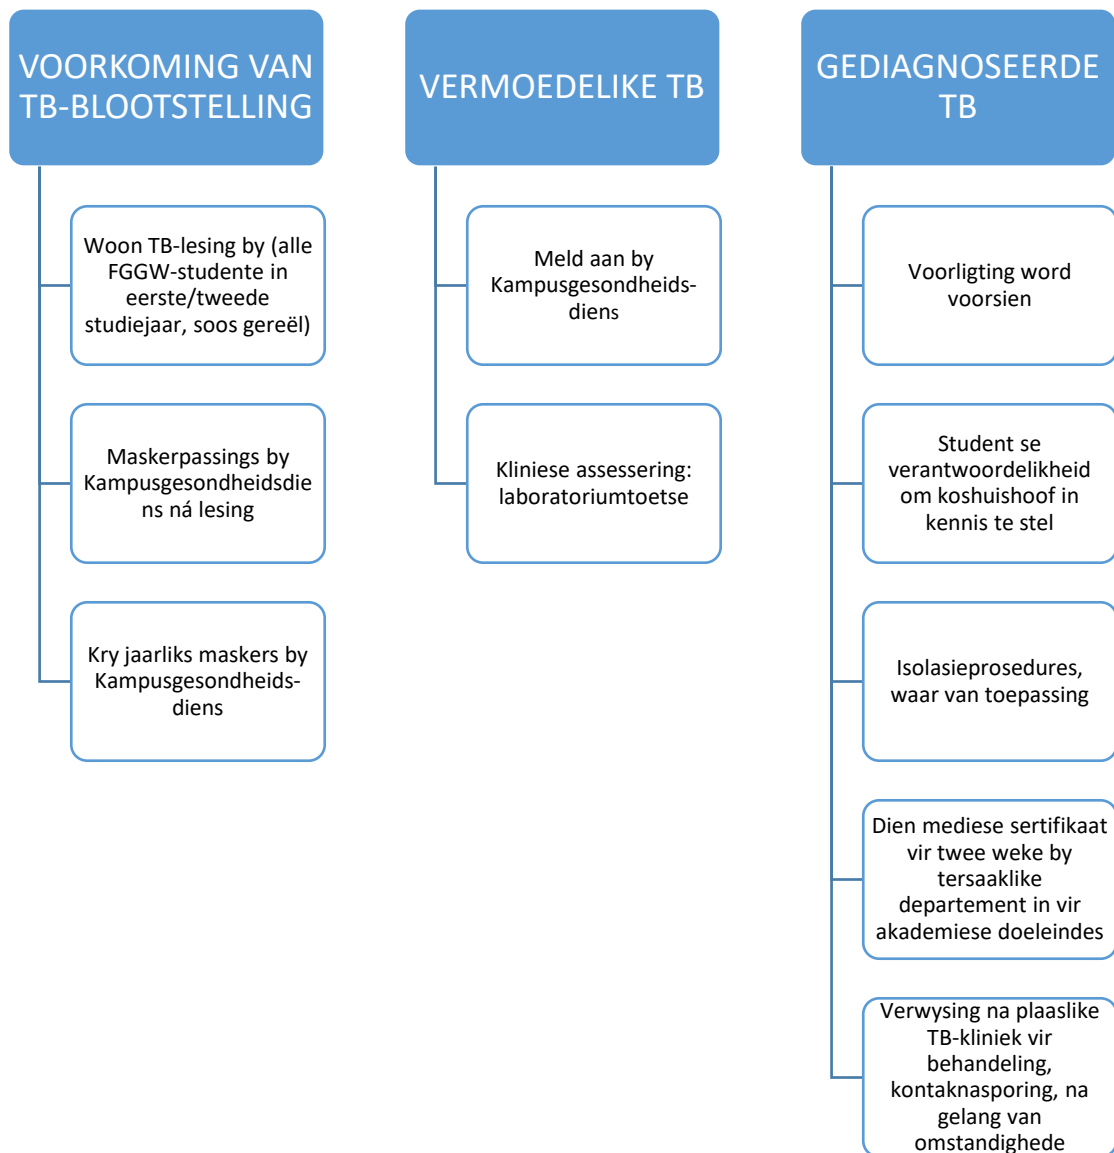 VOORKOMING VAN
TB-BLOOTSTELLING
Woon TB-lesing by (alle
FGGW-studente in
eerste/tweede
studiejaar, soos gereël)
Maskerpassings by
Kampusgesondheidsdie
ns ná lesing
Kry jaarliks maskers by
Kampusgesondheids-
diens
VERMOEDELIKE TB
Meld aan by
Kampusgesondheids-
diens
Kliniese assessering:
laboratoriumtoetse
GEDIAGNOSEERDE
TB
Voorligting word
voorsien
Student se
verantwoordelikheid
om koshuishoof in
kennis te stel
Isolasieprosedures,
waar van toepassing
Dien mediese sertifikaat
vir twee weke by
tersaaklike
departement in vir
akademiese doeleindes
Verwysing na plaaslike
TB-kliniek vir
behandeling,
kontaknasporing, na
gelang van
omstandighede